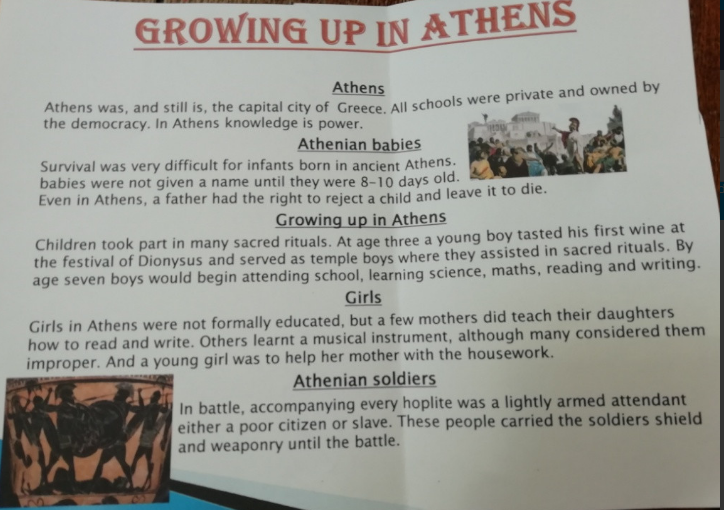 GROWING UP IN ATHENS
Athens
Athens was, and still is, the capital city of Greece. All schools were private and owned by
the democracy. In Athens knowledge is power.
Athenian babies
Survival was very difficult for infants born in ancient Athens.
babies were not given a name until they were 8-10 days old.
Even in Athens, a father had the right to reject a child and leave it to die.
Growing up in Athens
Children took part in many sacred rituals. At age three a young boy tasted his first wine at
the festival of Dionysus and served as temple boys where they assisted in sacred rituals. By
age seven boys would begin attending school, learning science, maths, reading and writing.
Girls
Girls in Athens were not formally educated, but a few mothers did teach their daughters
how to read and write. Others learnt a musical instrument, although many considered them
improper. And a young girl was to help her mother with the housework.
Athenian soldiers
In battle, accompanying every hoplite was a lightly armed attendant
either a poor citizen or slave. These people carried the soldiers shield
and weaponry until the battle.